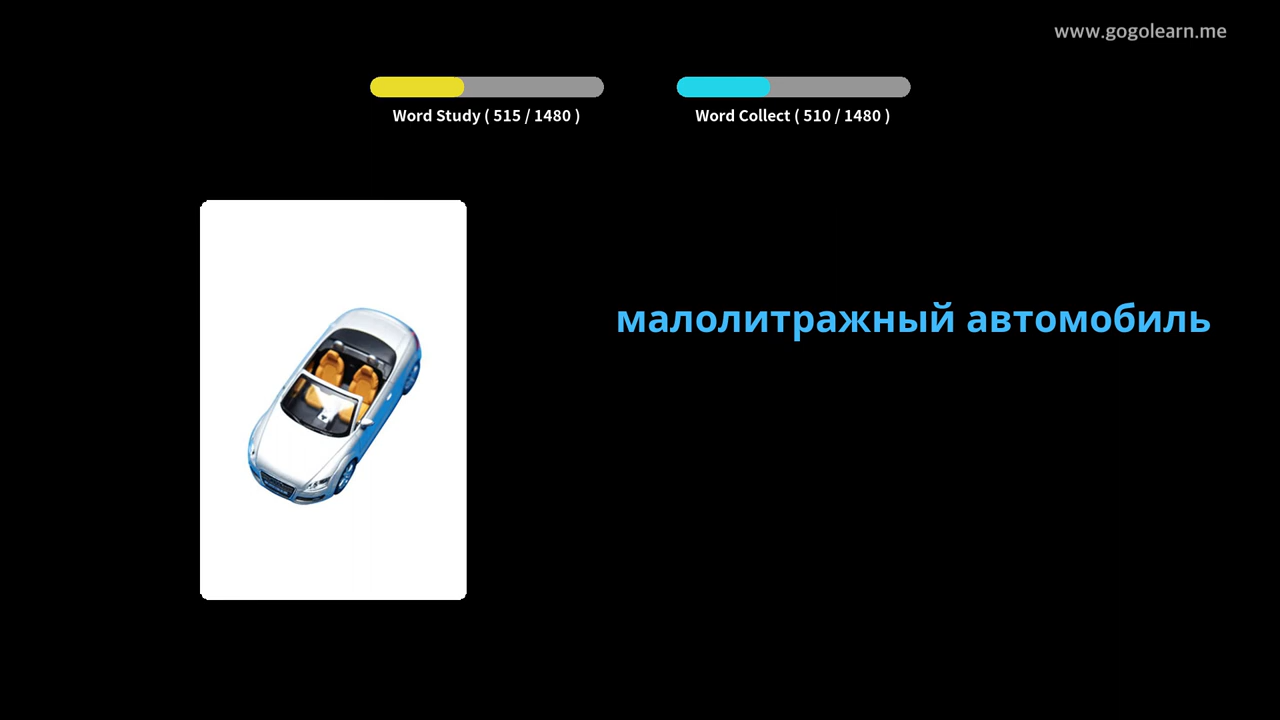 www.gogolearn.me
Word Study ( 515 / 1480 )
Word Collect ( 510 / 1480 )
малолитражный автомобиль